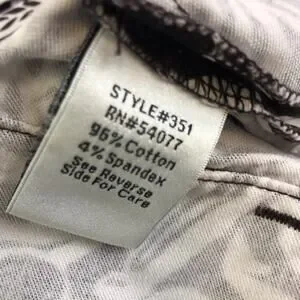 STYLE#351
RN#54077
96% Cotton
4% Spandex
See Reverse
Side For Care